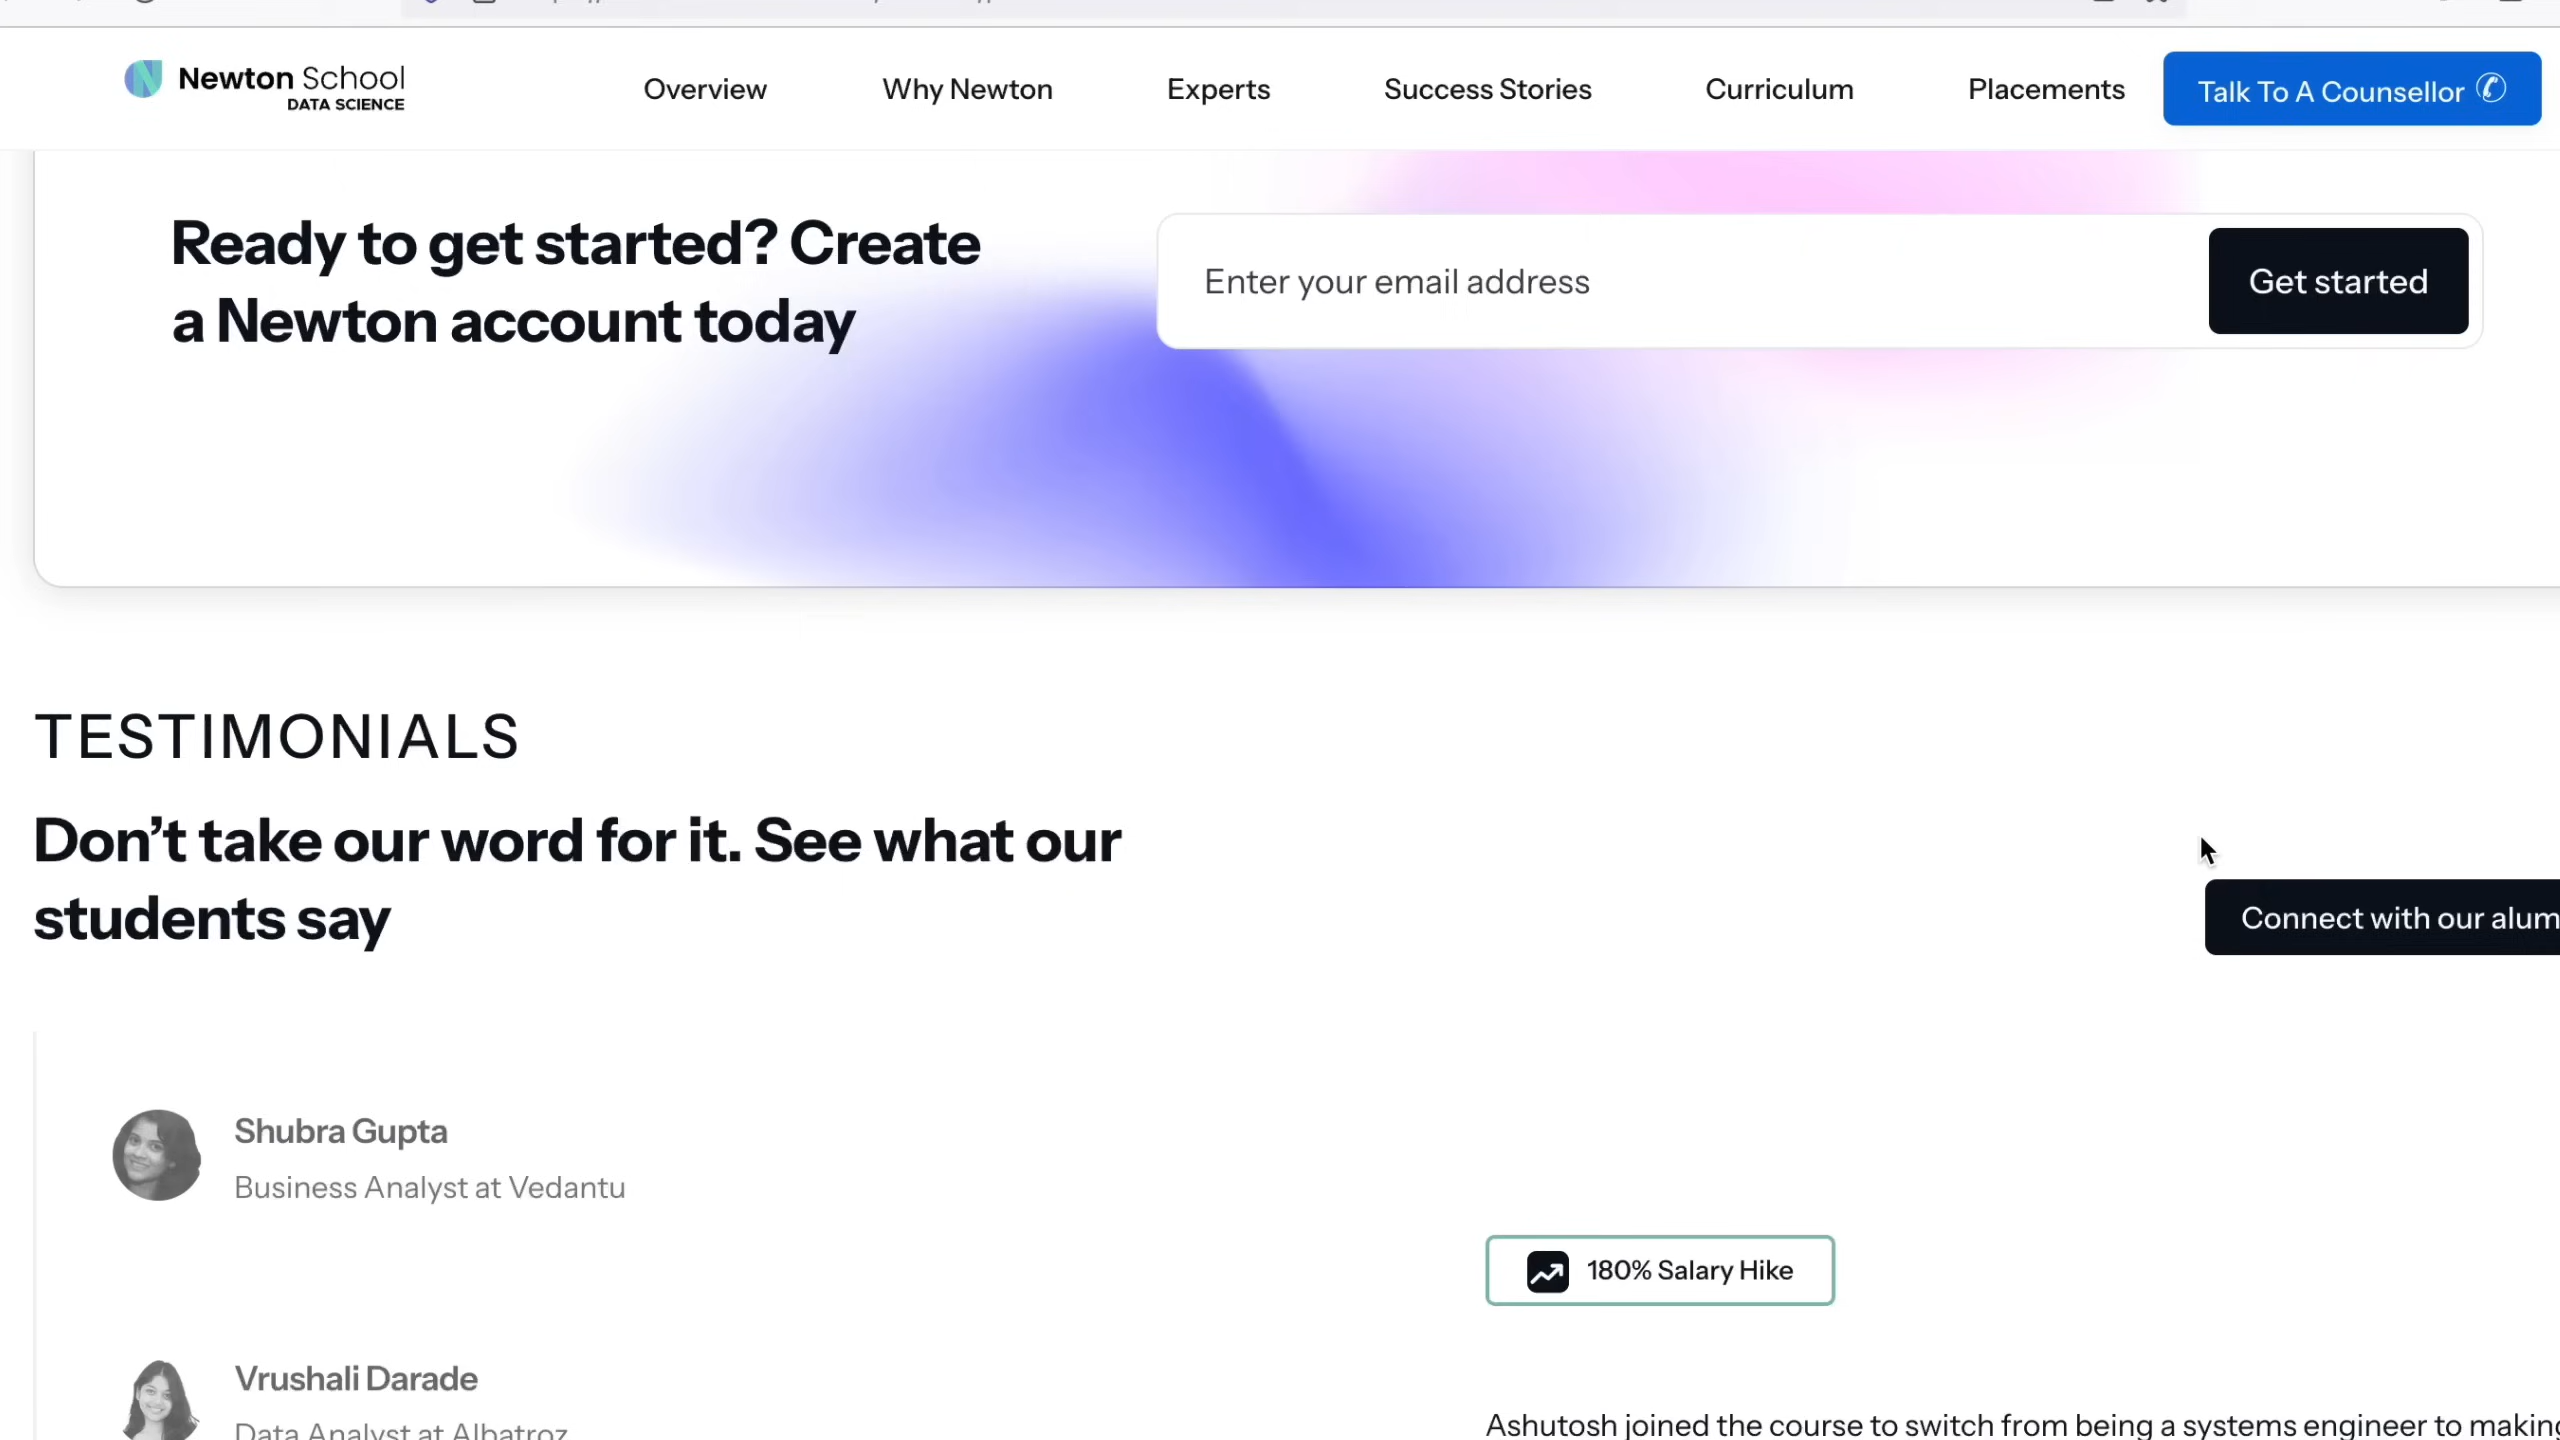 Newton School
DATA SCIENCE
Overview
Why Newton
Experts
Success Stories
Curriculum
Placements
Talk To A Counsellor
Ready to get started? Create
a Newton account today
Enter your email address
Get started
TESTIMONIALS
Don’t take our word for it. See what our
students say
Connect with our alum
Shubra Gupta
Business Analyst at Vedantu
180% Salary Hike
Vrushali Darade
Data Analyst at Albatroz
Ashutosh joined the course to switch from being a systems engineer to making